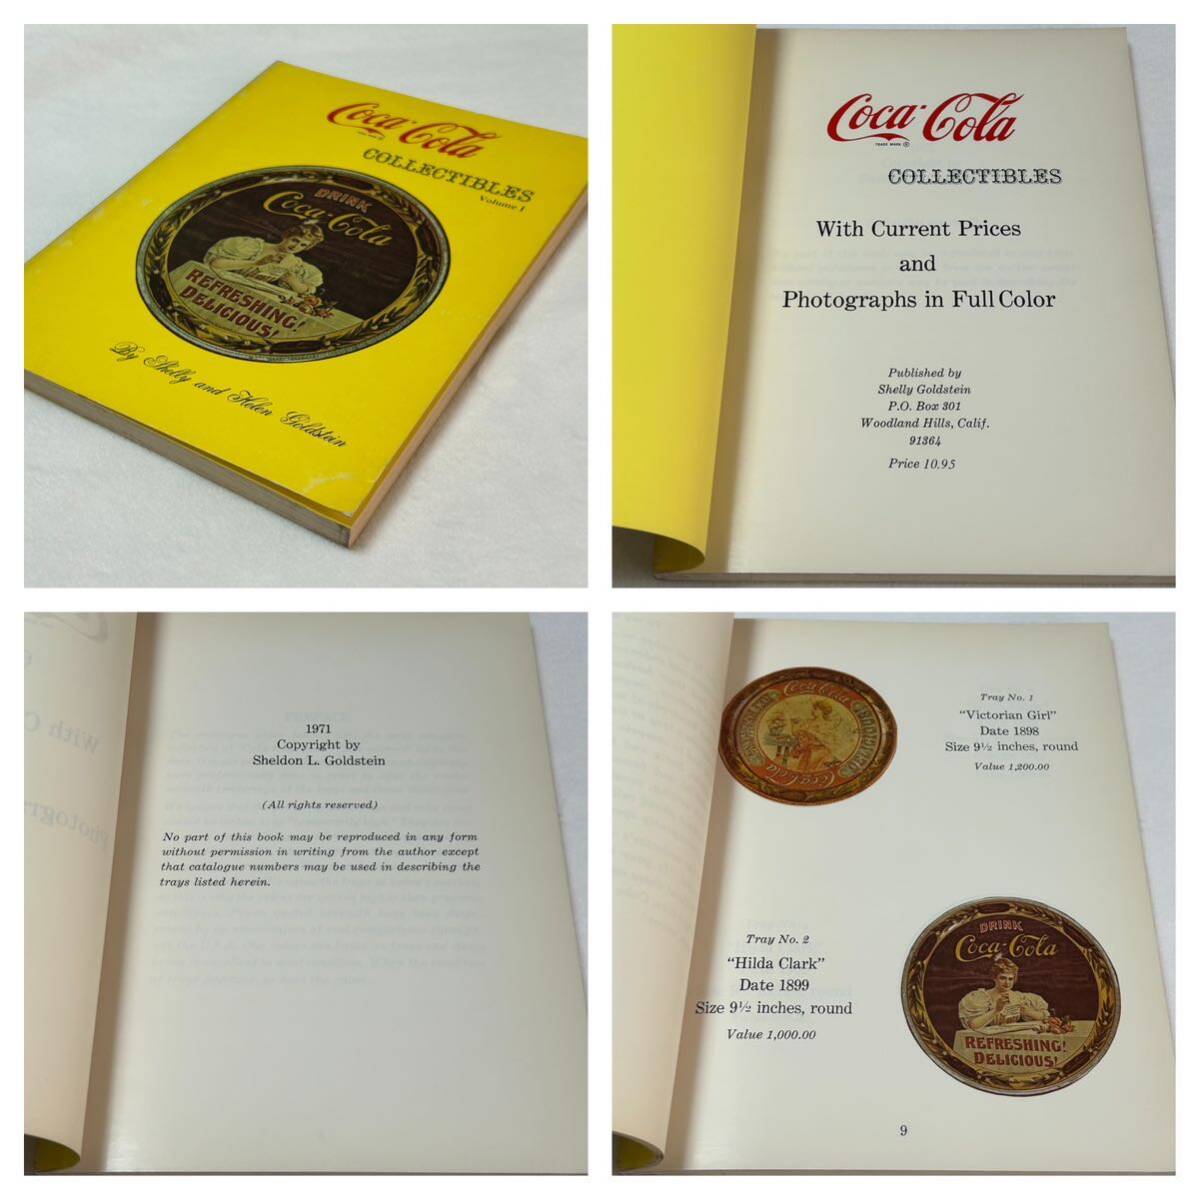 Coca-Cola
COLLECTIBLES
Volume I
DRINK
Coca-Cola
REFRESHING!
DELICIOUS!
By Shelly and Helen Goldstein
Coca-Cola
TRADE MARK ®
COLLECTIBLES
With Current Prices
and
Photographs in Full Color
Published by
Shelly Goldstein
P.O. Box 301
Woodland Hills, Calif.
91364
Price 10.95
1971
Copyright by
Sheldon L. Goldstein
(All rights reserved)
No part of this book may be reproduced in any form
without permission in writing from the author except
that catalogue numbers may be used in describing the
trays listed herein.
Coca-Cola
Tray No. 1
"Victorian Girl"
Date 1898
Size 9½ inches, round
Value 1,200.00
Tray No. 2
"Hilda Clark"
Date 1899
Size 9½ inches, round
Value 1,000.00
DRINK
Coca-Cola
REFRESHING!
DELICIOUS!
9